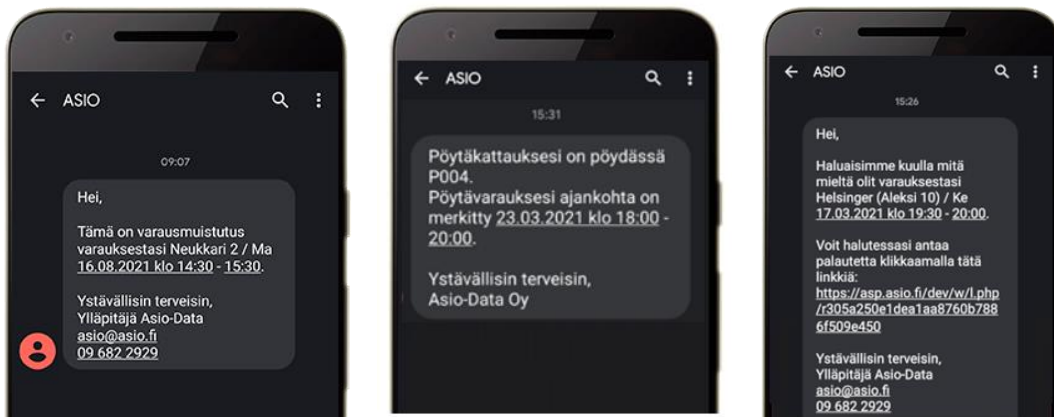 ASIO
09:07
Hei,
Tämä on varausmuistutus
varauksestasi Neukkari 2 / Ma
16.08.2021 klo 14:30 - 15:30.
Ystävällisin terveisin,
Ylläpitäjä Asio-Data
asio@asio.fi
09 682 2929
ASIO
15:31
Pöytäkattauksesi on pöydässä
P004.
Pöytävarauksesi ajankohta on
merkitty 23.03.2021 klo 18:00 -
20:00.
Ystävällisin terveisin,
Asio-Data Oy
ASIO
15:26
Hei,
Haluaisimme kuulla mitä
mieltä olit varauksestasi
Helsinger (Aleksi 10) / Ke
17.03.2021 klo 19:30 - 20:00.
Voit halutessasi antaa
palautetta klikkaamalla tätä
linkkiä:
https://asp.asio.fi/dev/w/l.php
/r305a250e1dea1aa8760b788
6f509e450
Ystävällisin terveisin,
Ylläpitäjä Asio-Data
asio@asio.fi
09 682 2929